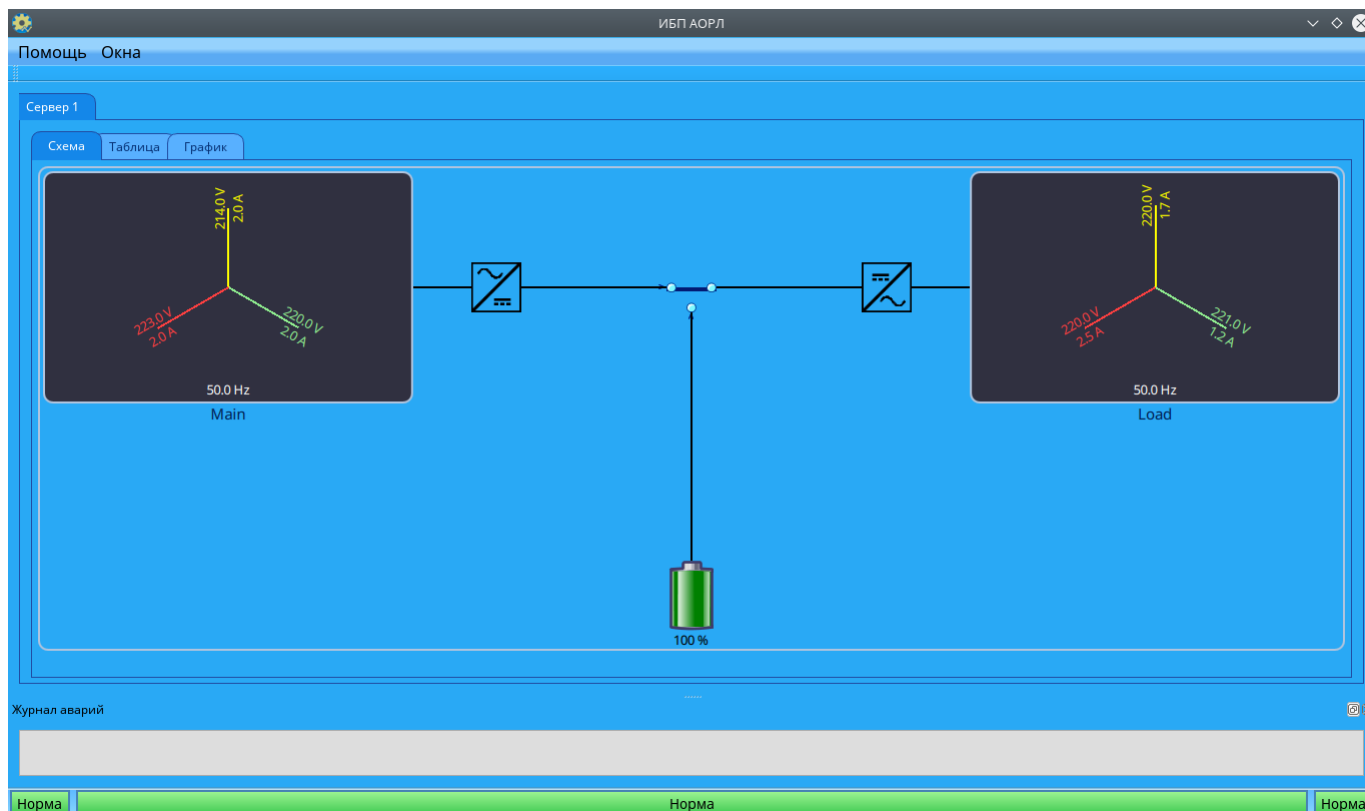 ИБП АОРЛ
Помощь Окна
Сервер 1
Схема Таблица График
214.0 V
2.0 A
223.0 V
2.0 A
220.0 V
2.0 A
50.0 Hz
Main
220.0 V
1.7 A
220.0 V
2.5 A
221.0 V
1.2 A
50.0 Hz
Load
100 %
Журнал аварий
Норма Норма Норма